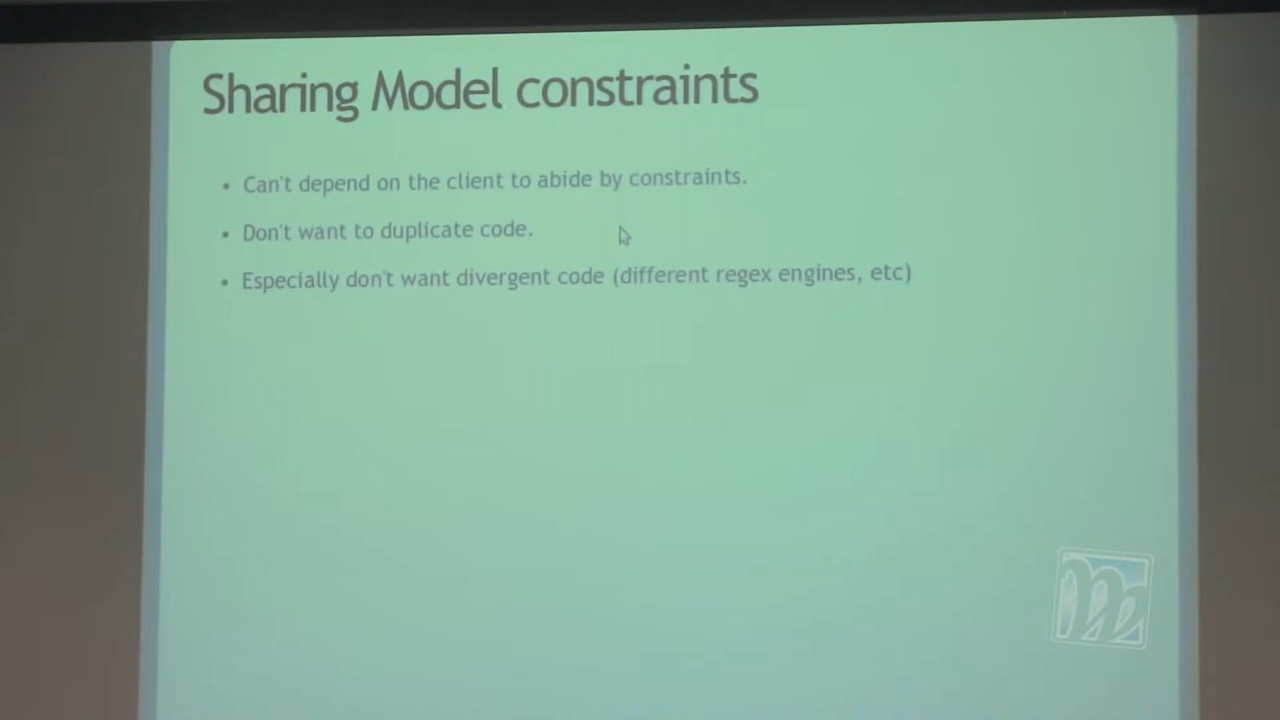 Sharing Model constraints
• Can't depend on the client to abide by constraints.
• Don't want to duplicate code.
• Especially don't want divergent code (different regex engines, etc)